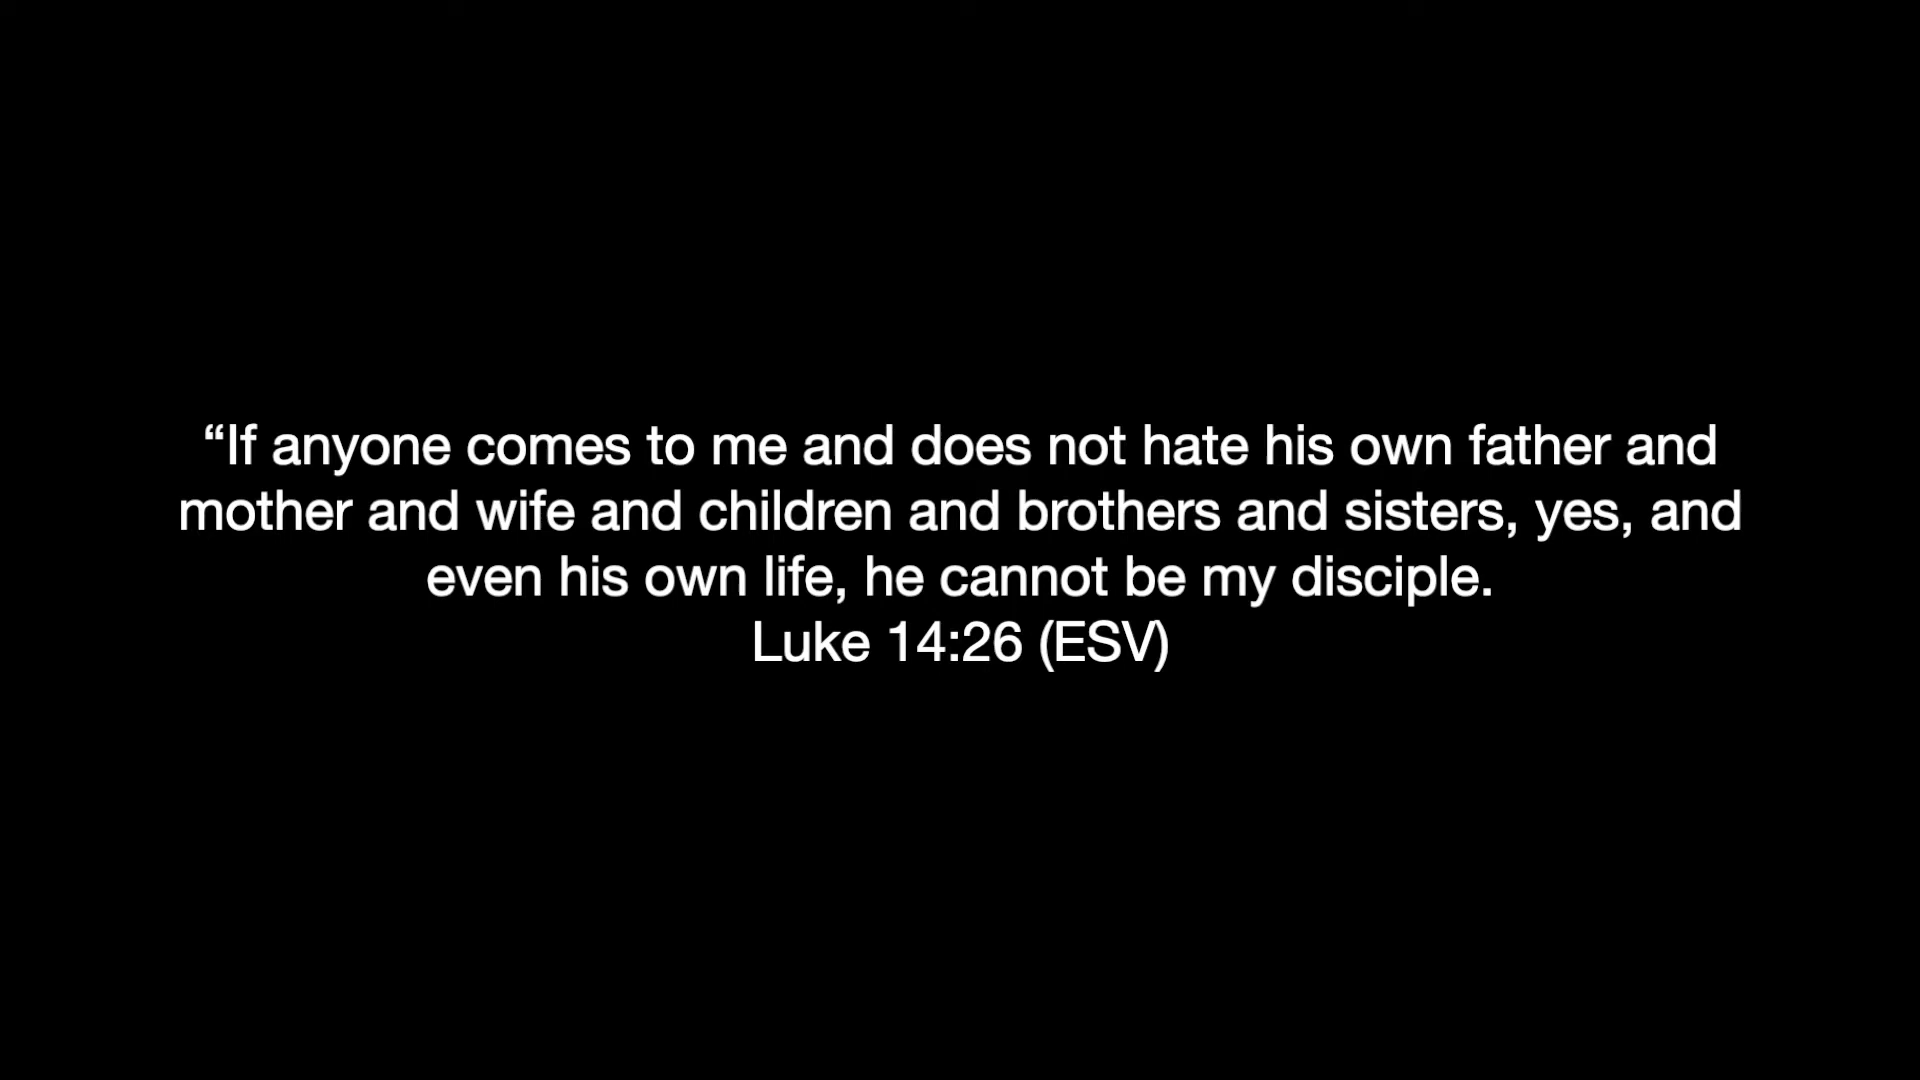 “If anyone comes to me and does not hate his own father and
mother and wife and children and brothers and sisters, yes, and
even his own life, he cannot be my disciple.
Luke 14:26 (ESV)